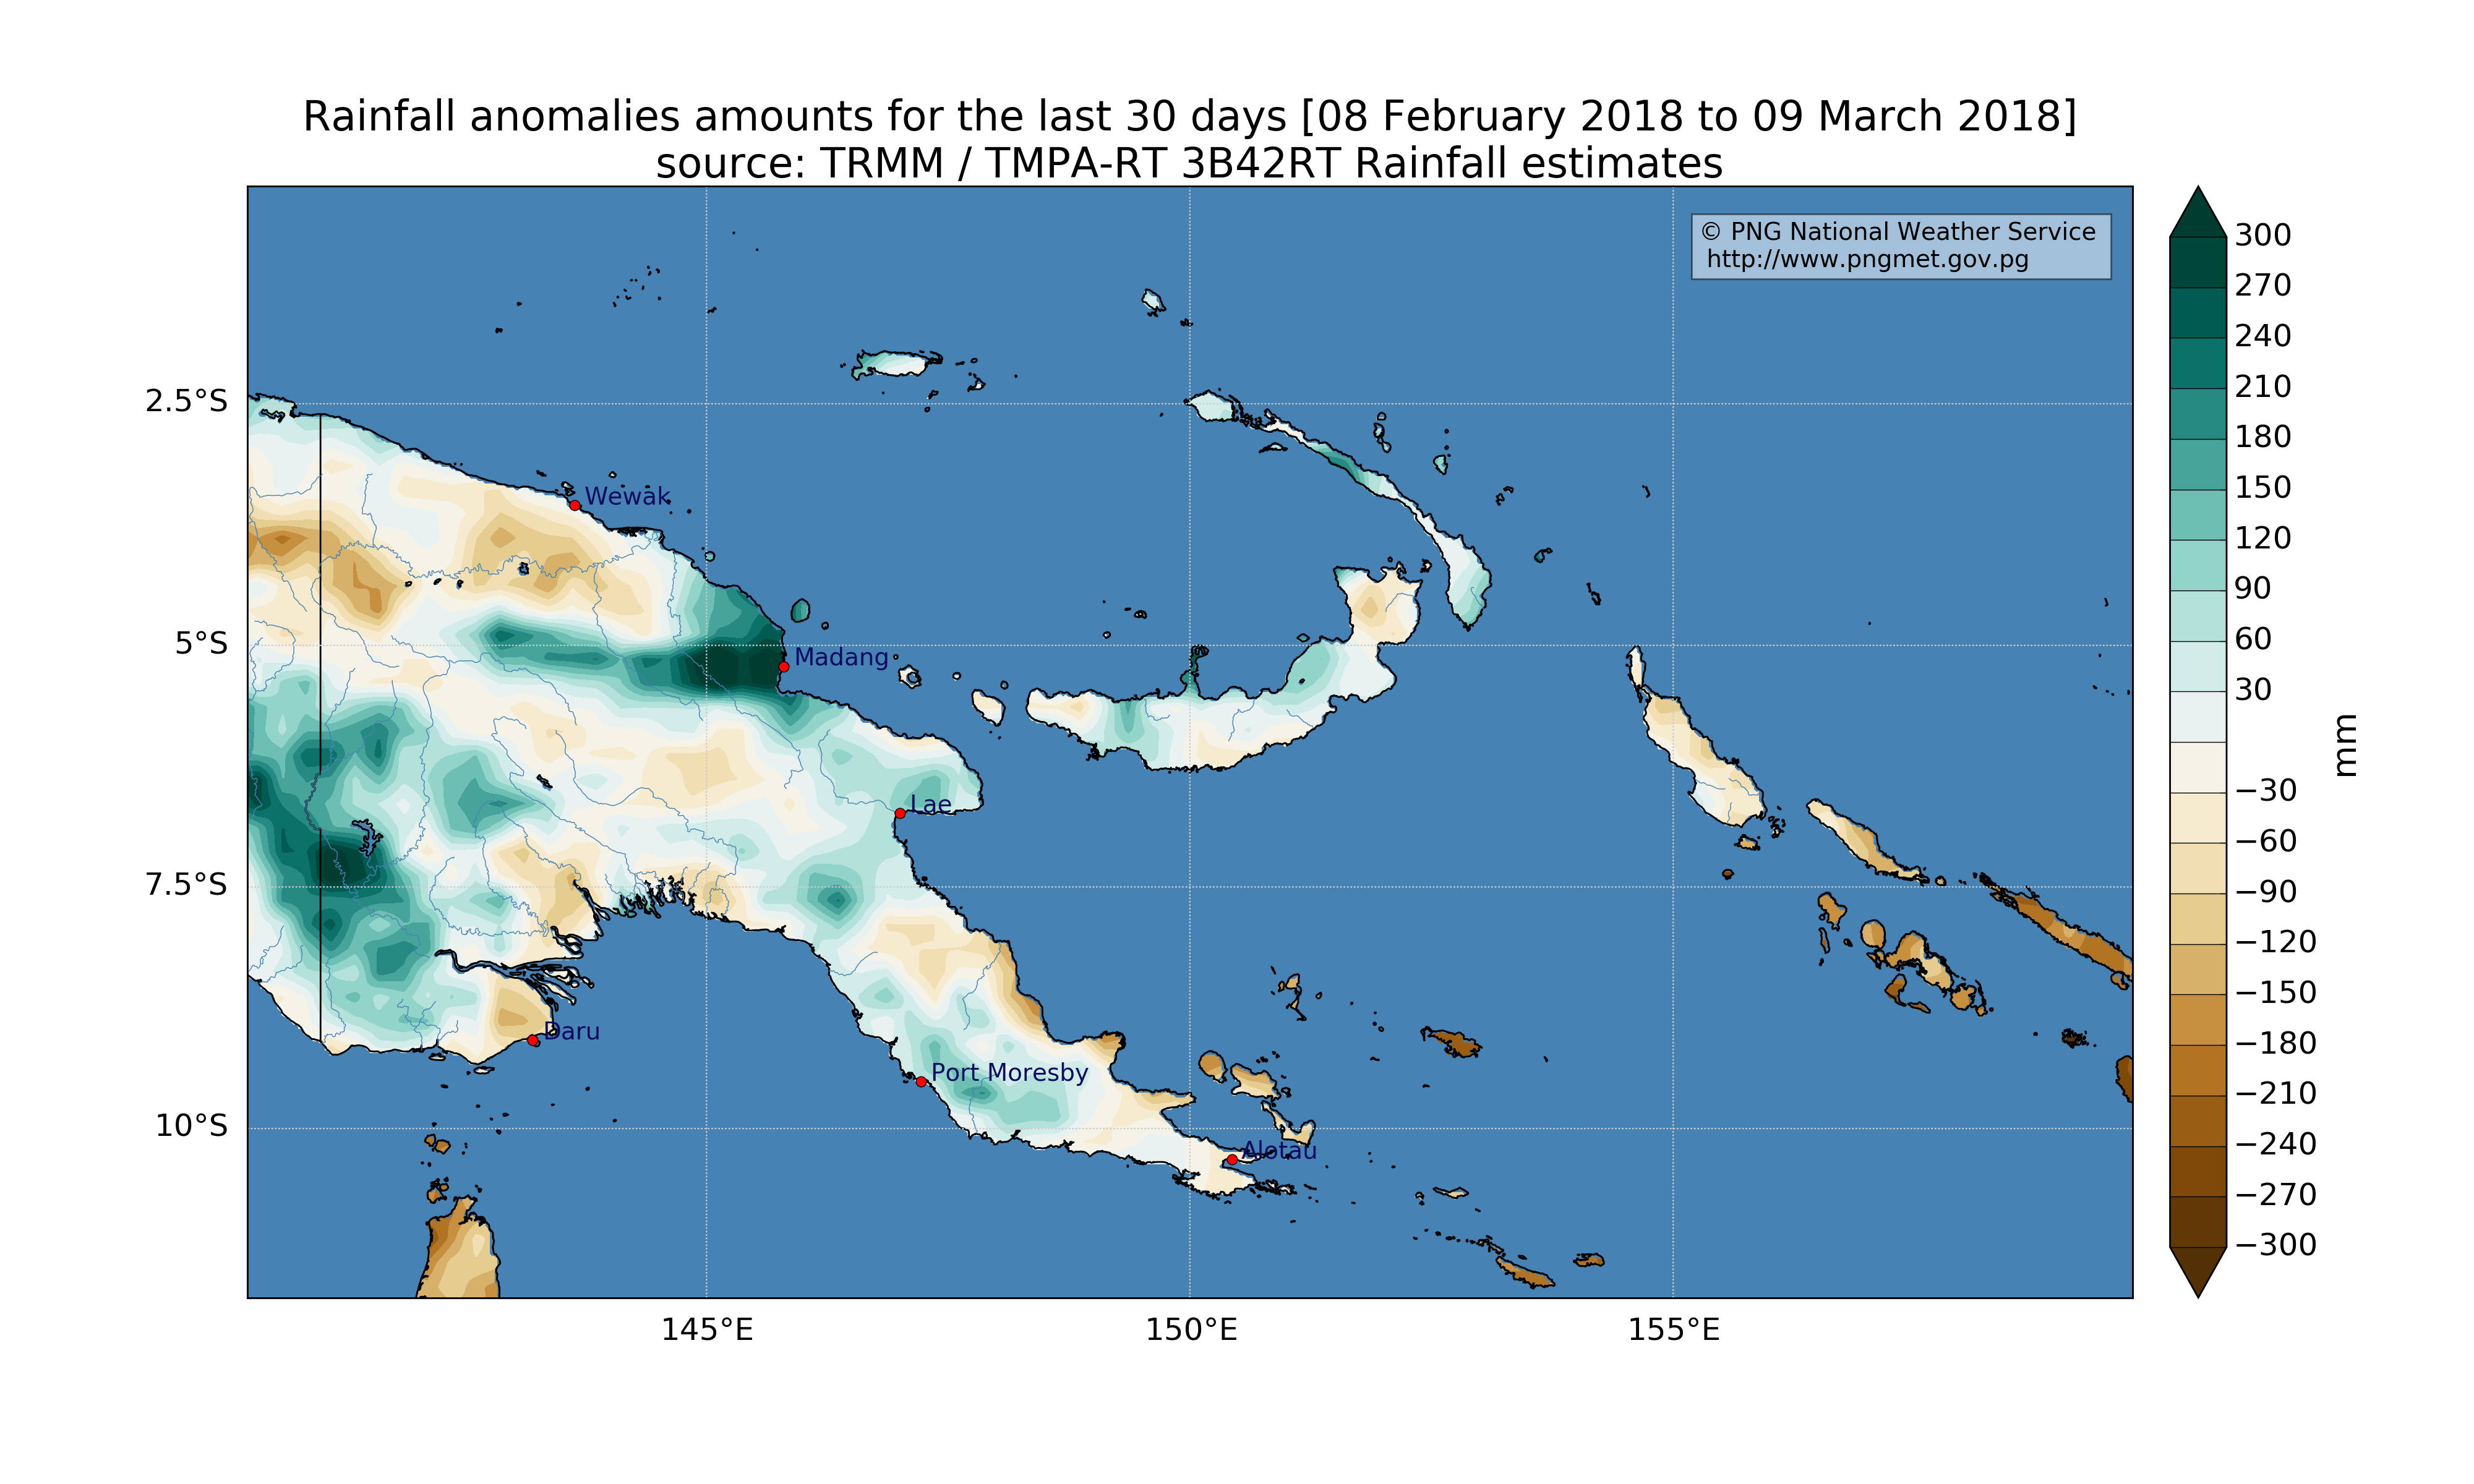 Rainfall anomalies amounts for the last 30 days [08 February 2018 to 09 March 2018]
source: TRMM / TMPA-RT 3B42RT Rainfall estimates
© PNG National Weather Service
http://www.pngmet.gov.pg
2.5°S
5°S
7.5°S
10°S
145°E
150°E
155°E
Wewak
Madang
Lae
Daru
Port Moresby
Alotau
300
270
240
210
180
150
120
90
60
30
−30
−60
−90
−120
−150
−180
−210
−240
−270
−300
mm